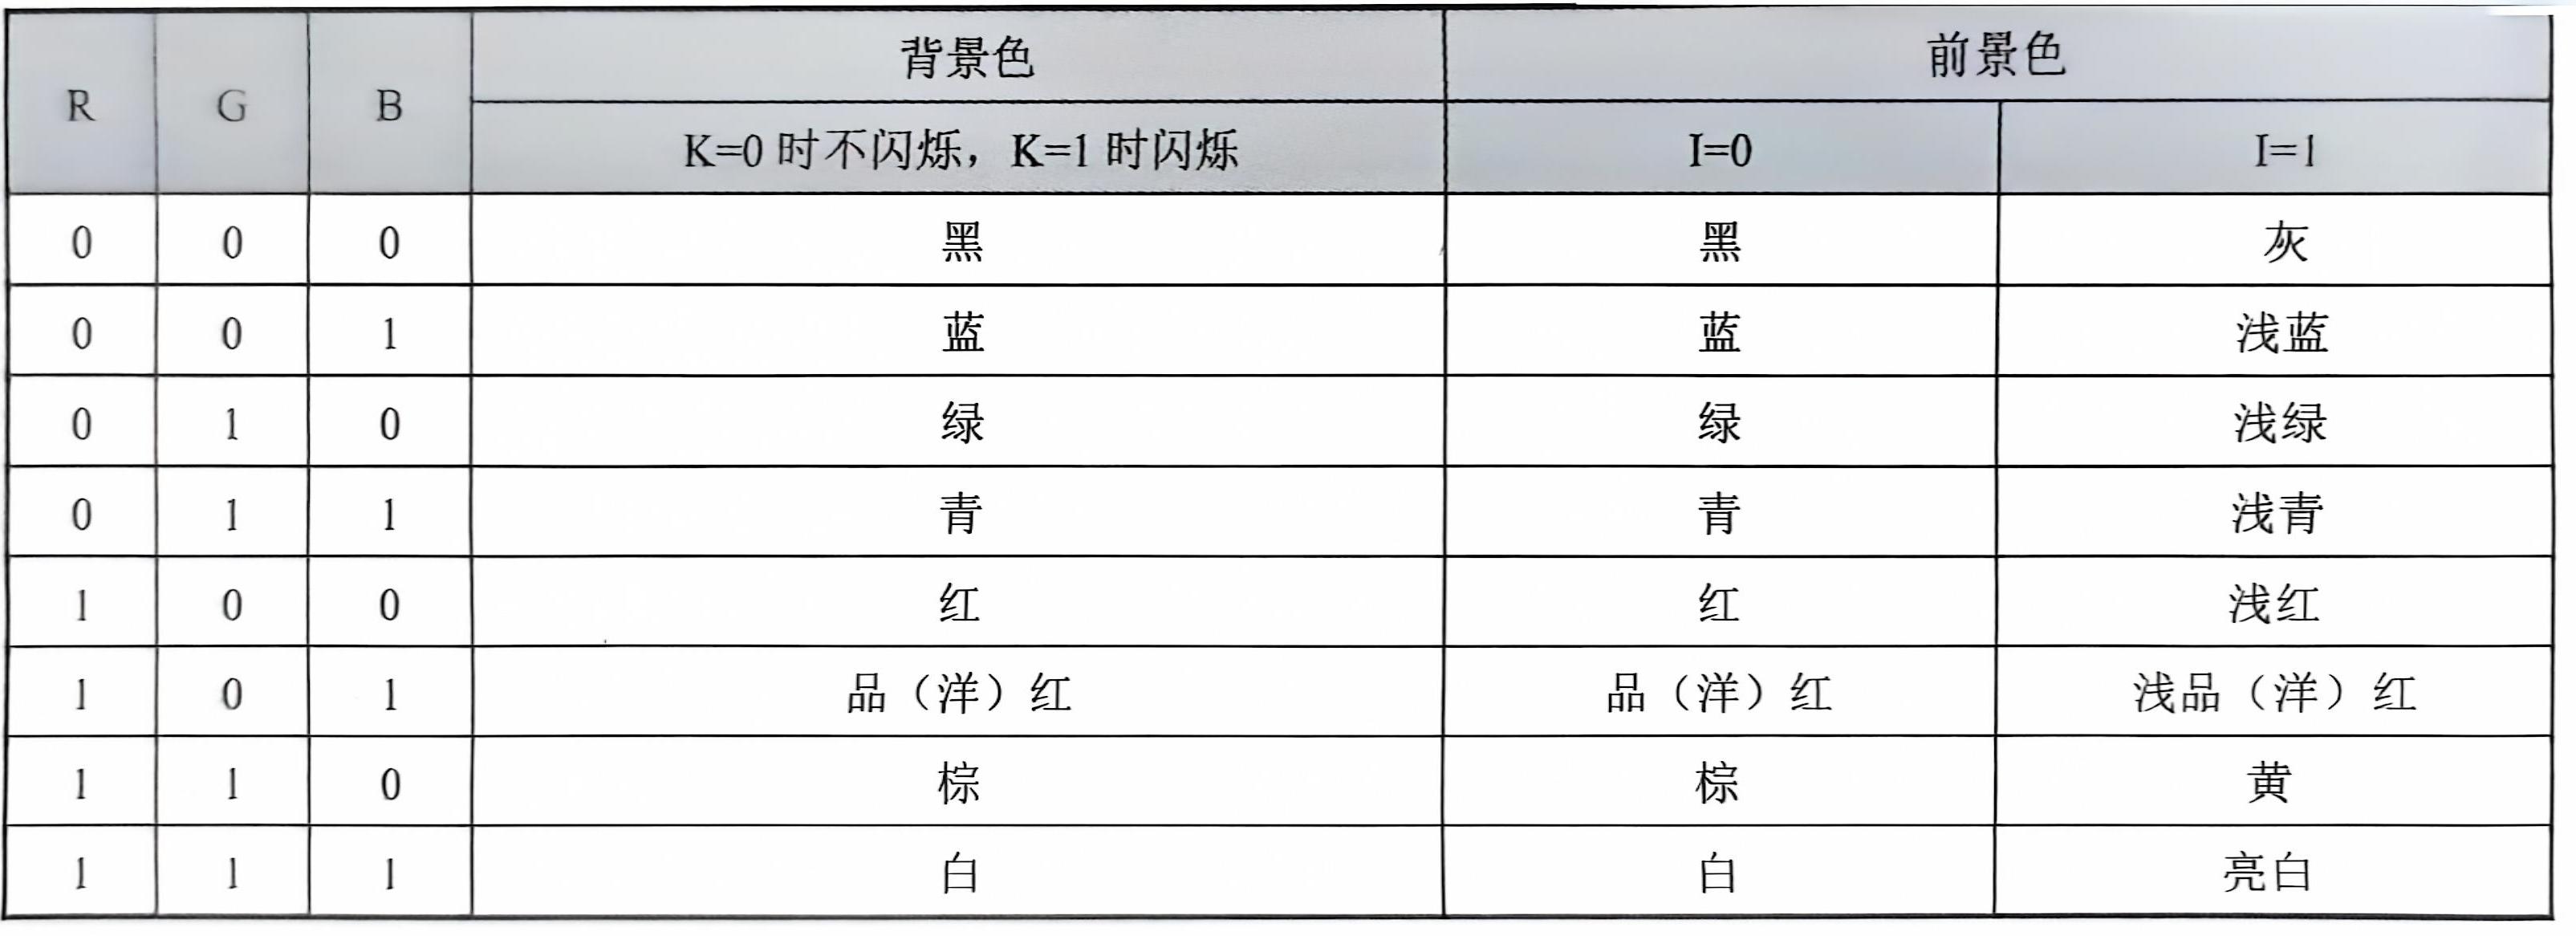 R G B 背景色 前景色
K=0 时不闪烁，K=1 时闪烁 I=0 I=1
0 0 0 黑 黑 灰
0 0 1 蓝 蓝 浅蓝
0 1 0 绿 绿 浅绿
0 1 1 青 青 浅青
1 0 0 红 红 浅红
1 0 1 品（洋）红 品（洋）红 浅品（洋）红
1 1 0 棕 棕 黄
1 1 1 白 白 亮白